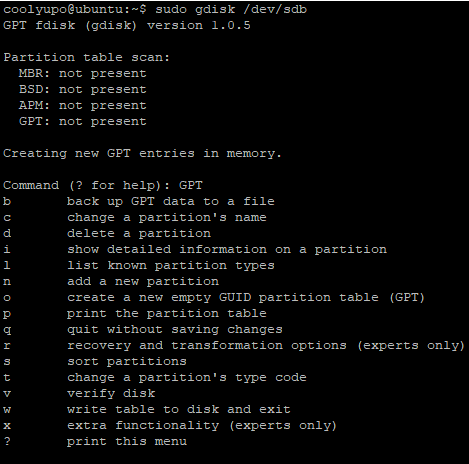 coolyupo@ubuntu:~$ sudo gdisk /dev/sdb
GPT fdisk (gdisk) version 1.0.5
Partition table scan:
MBR: not present
BSD: not present
APM: not present
GPT: not present
Creating new GPT entries in memory.
Command (? for help): GPT
b back up GPT data to a file
c change a partition's name
d delete a partition
i show detailed information on a partition
l list known partition types
n add a new partition
o create a new empty GUID partition table (GPT)
p print the partition table
q quit without saving changes
r recovery and transformation options (experts only)
s sort partitions
t change a partition's type code
v verify disk
w write table to disk and exit
x extra functionality (experts only)
? print this menu